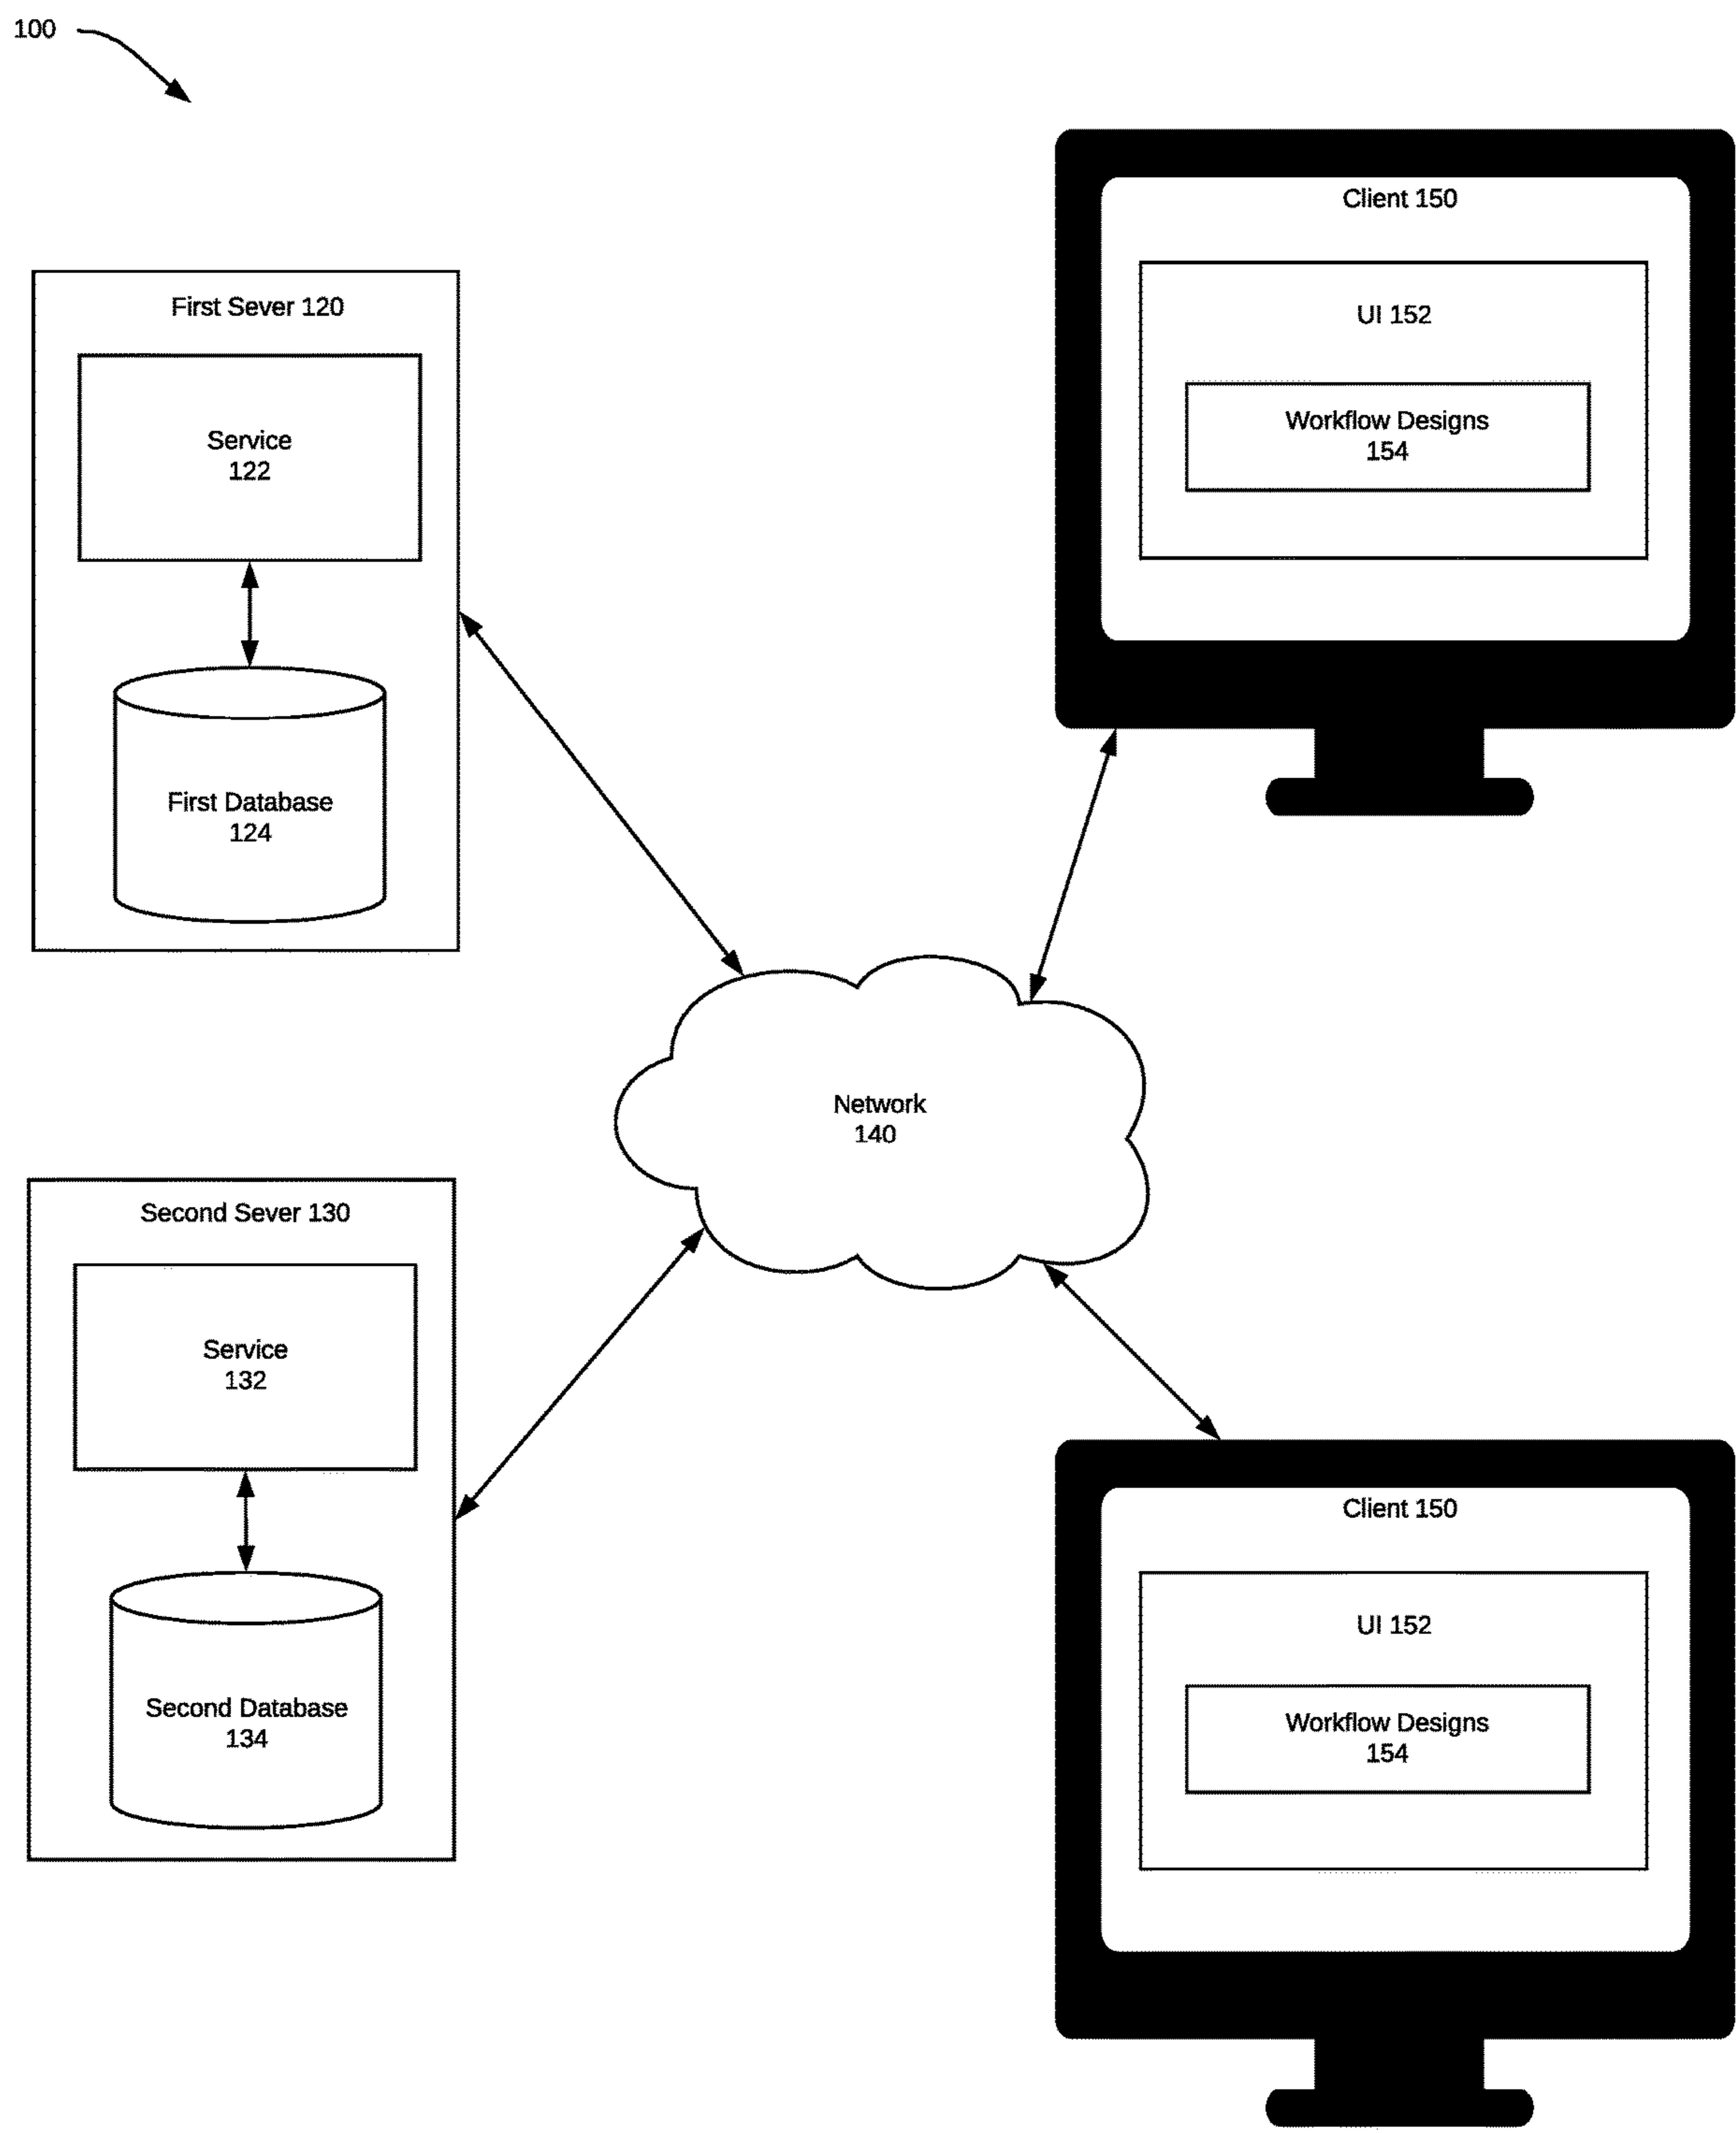 100
Client 150
UI 152
Workflow Designs
154
First Sever 120
Service
122
First Database
124
Network
140
Second Sever 130
Service
132
Second Database
134
Client 150
UI 152
Workflow Designs
154